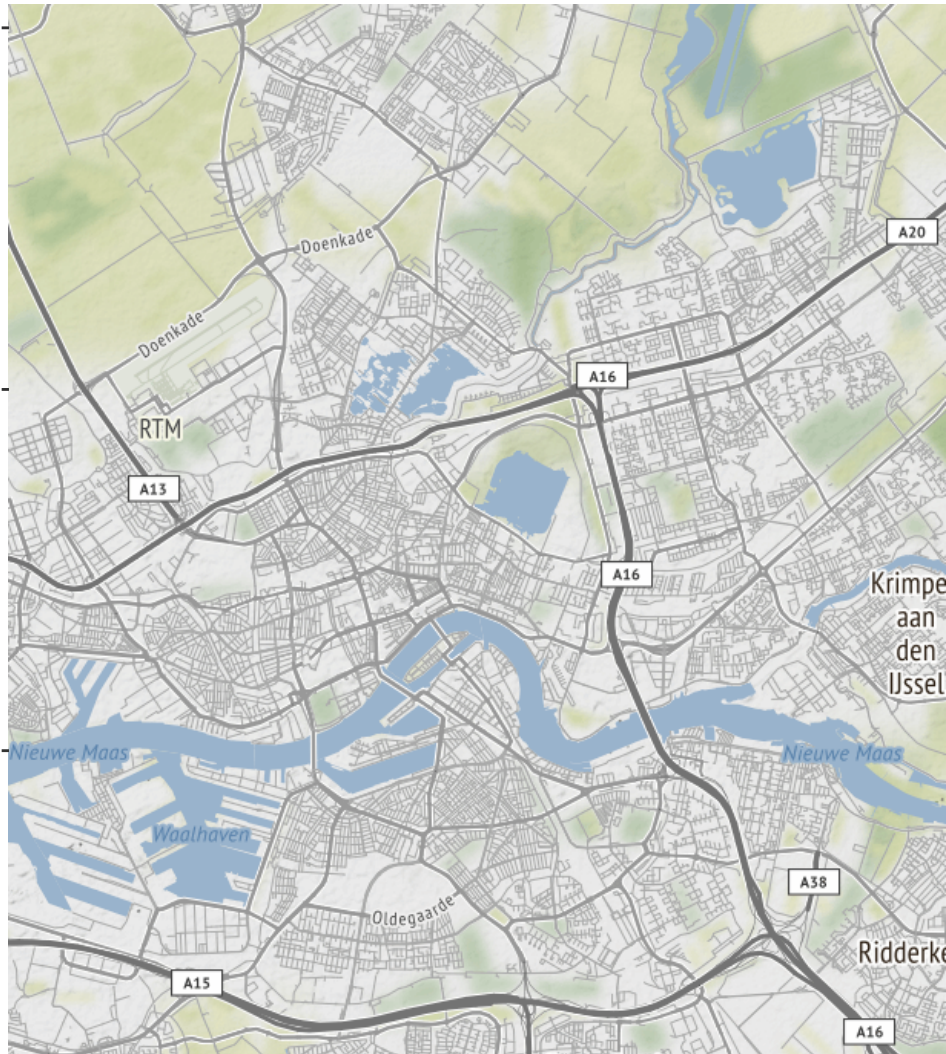 A20
Doenkade
Doenkade
A16
RTM
A13
A16
Krimpe
aan
den
IJssel
Nieuwe Maas
Nieuwe Maas
Waalhaven
A38
Oldegaarde
Ridderke
A15
A16